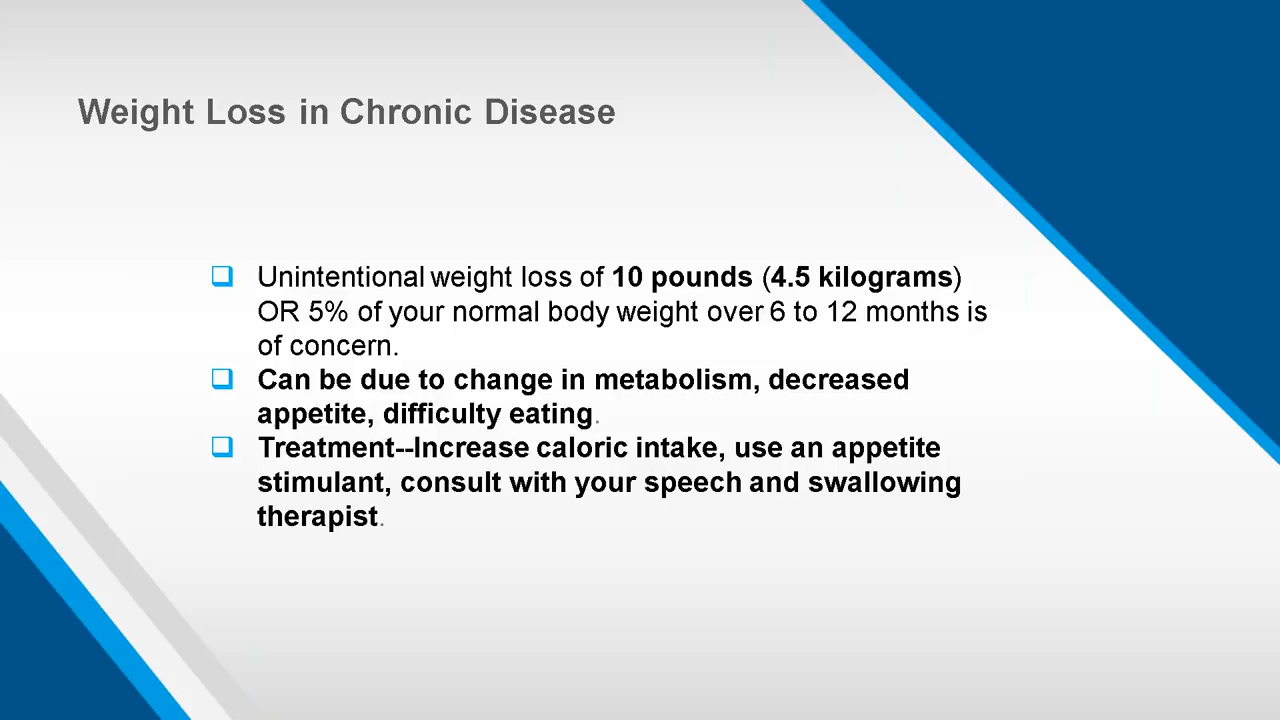 Weight Loss in Chronic Disease
Unintentional weight loss of 10 pounds (4.5 kilograms)
OR 5% of your normal body weight over 6 to 12 months is
of concern.
Can be due to change in metabolism, decreased
appetite, difficulty eating.
Treatment--Increase caloric intake, use an appetite
stimulant, consult with your speech and swallowing
therapist.